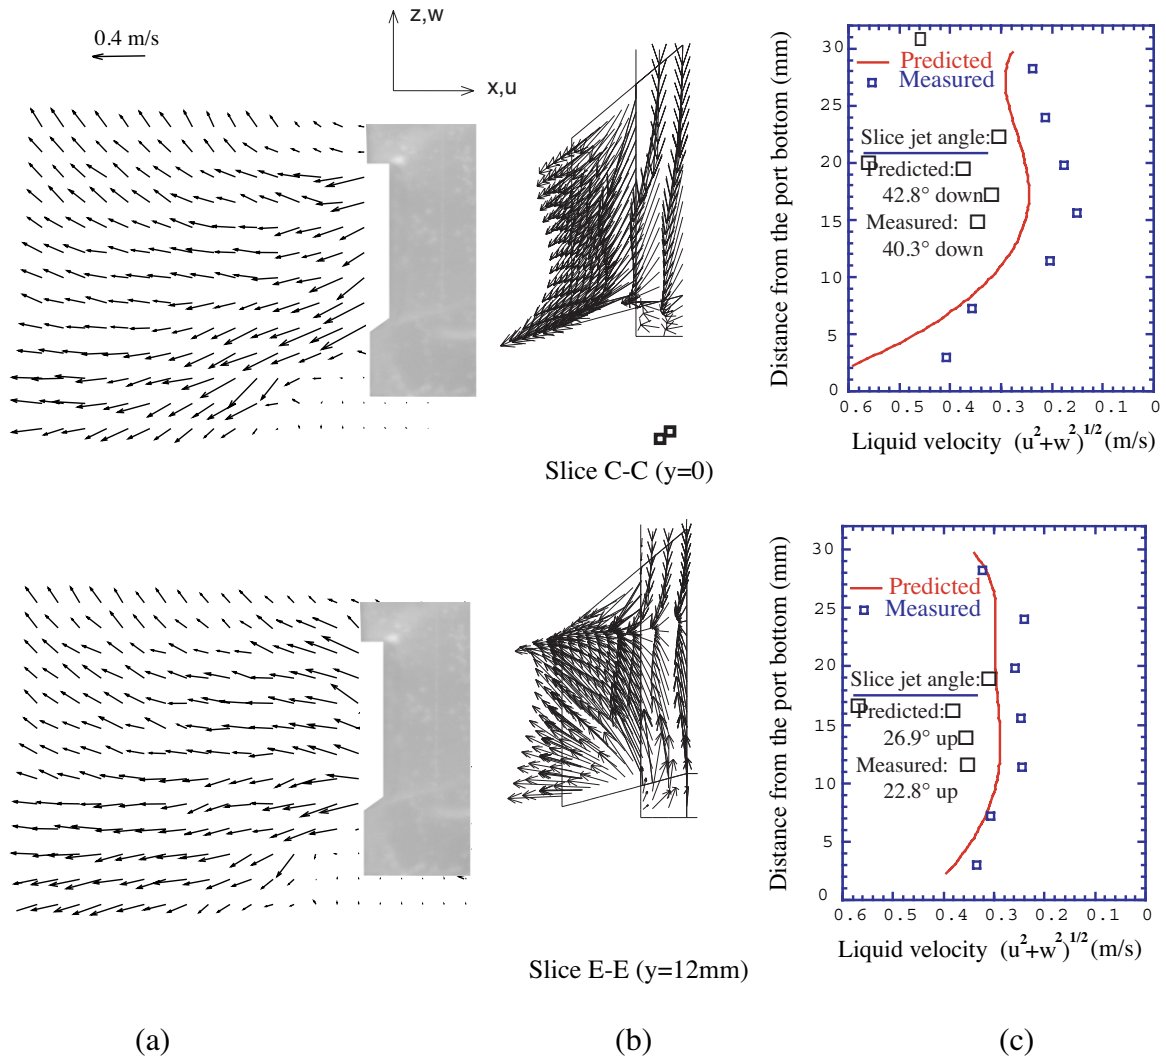 0.4 m/s
z,w
x,u
Slice C-C (y=0)
Distance from the port bottom (mm)
30
25
20
15
10
5
0
Predicted
Measured
Slice jet angle:
Predicted:
42.8° down
Measured:
40.3° down
0.6 0.5 0.4 0.3 0.2 0.1 0
Liquid velocity (u²+w²)^1/2 (m/s)
Slice E-E (y=12mm)
Distance from the port bottom (mm)
30
25
20
15
10
5
0
Predicted
Measured
Slice jet angle:
Predicted:
26.9° up
Measured:
22.8° up
0.6 0.5 0.4 0.3 0.2 0.1 0
Liquid velocity (u²+w²)^1/2 (m/s)
(a) (b) (c)